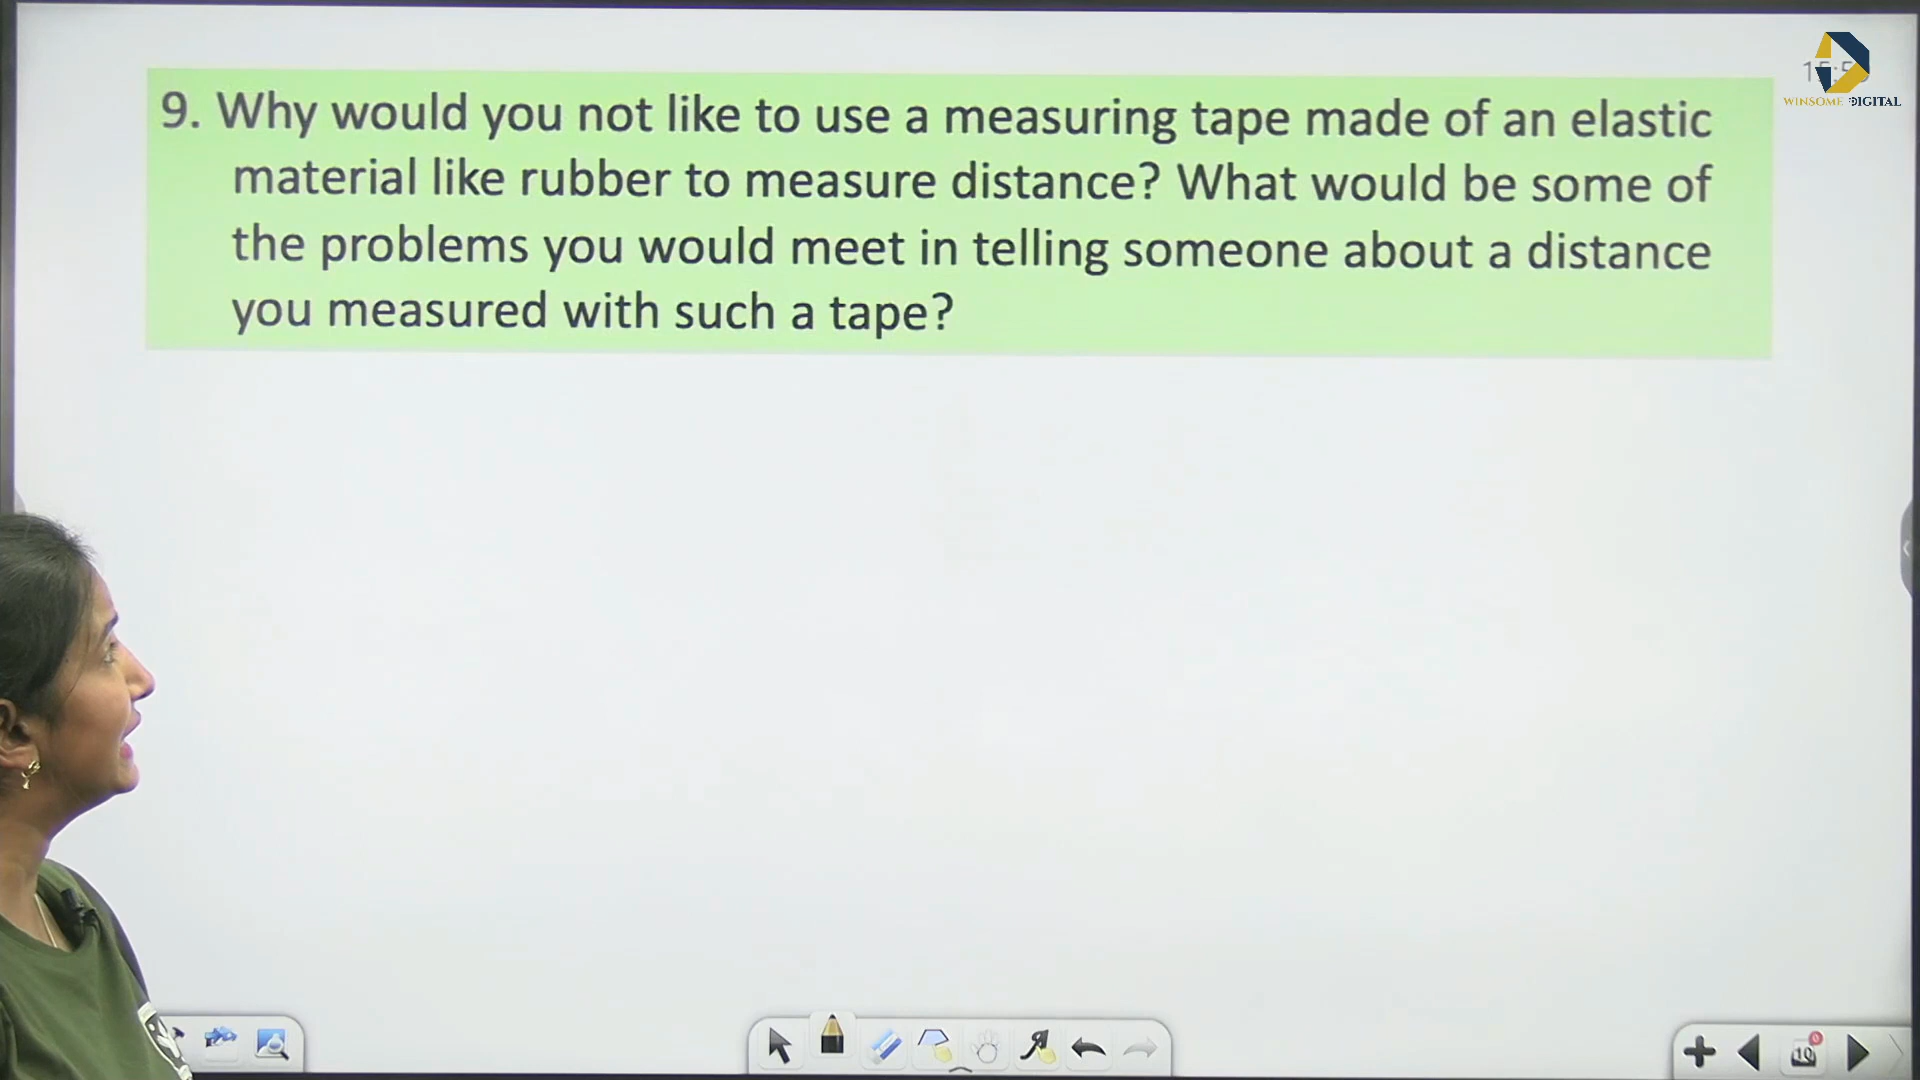 9. Why would you not like to use a measuring tape made of an elastic
material like rubber to measure distance? What would be some of
the problems you would meet in telling someone about a distance
you measured with such a tape?
WINSOME DIGITAL
10